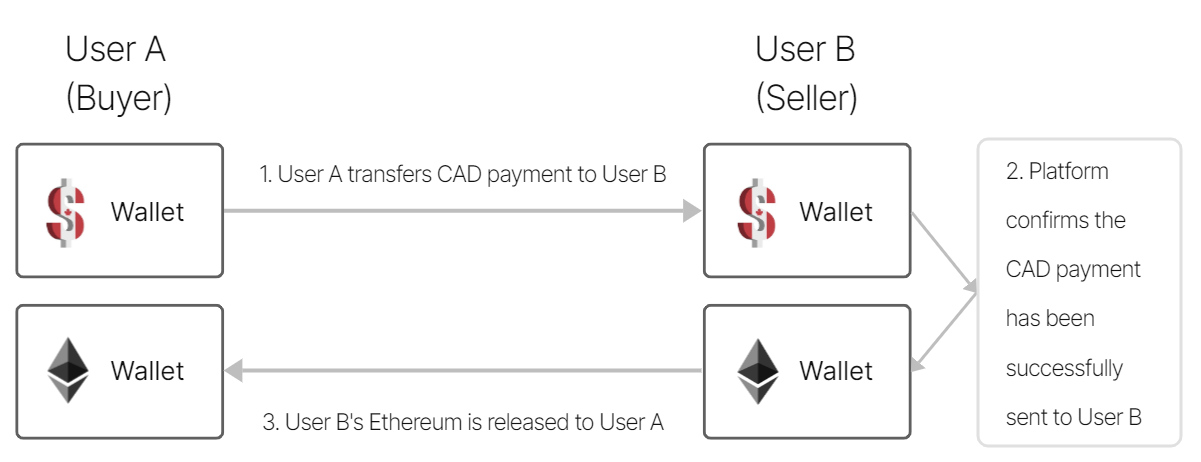 User A
(Buyer)
User B
(Seller)
Wallet
1. User A transfers CAD payment to User B
Wallet
2. Platform
confirms the
CAD payment
has been
successfully
sent to User B
Wallet
Wallet
3. User B's Ethereum is released to User A